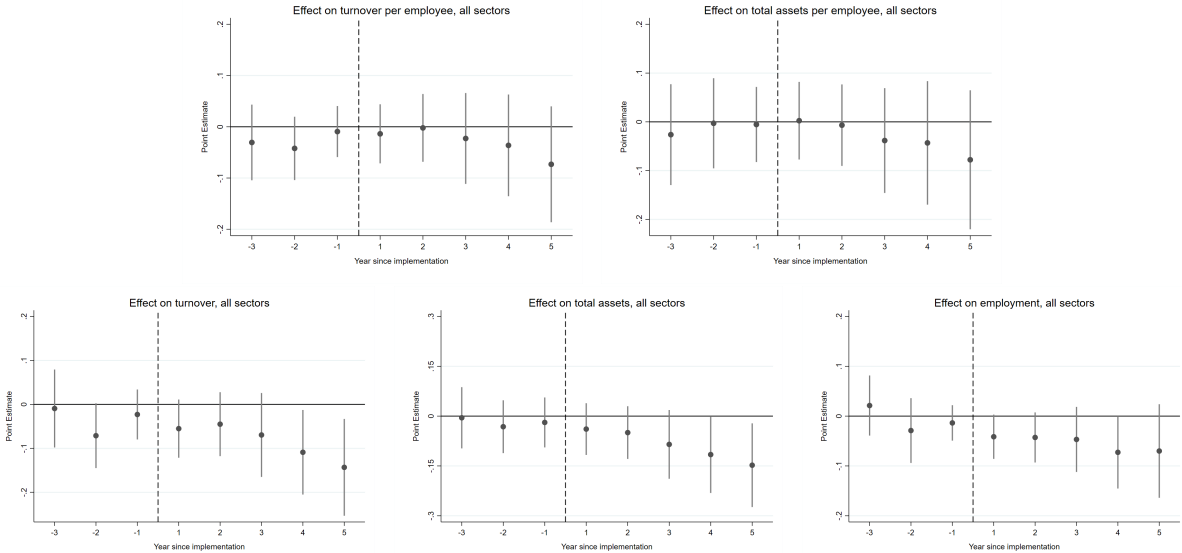 Effect on turnover per employee, all sectors
.2
.1
0
-.1
-.2
Point Estimate
-3 -2 -1 1 2 3 4 5
Year since implementation
Effect on total assets per employee, all sectors
.2
.1
0
-.1
-.2
Point Estimate
-3 -2 -1 1 2 3 4 5
Year since implementation
Effect on turnover, all sectors
.2
.1
0
-.1
-.2
Point Estimate
-3 -2 -1 1 2 3 4 5
Year since implementation
Effect on total assets, all sectors
.3
.15
0
-.15
-.3
Point Estimate
-3 -2 -1 1 2 3 4 5
Year since implementation
Effect on employment, all sectors
.2
.1
0
-.1
-.2
Point Estimate
-3 -2 -1 1 2 3 4 5
Year since implementation